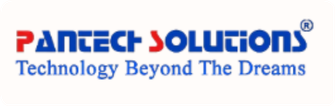 PANTECH SOLUTIONS®
Technology Beyond The Dreams